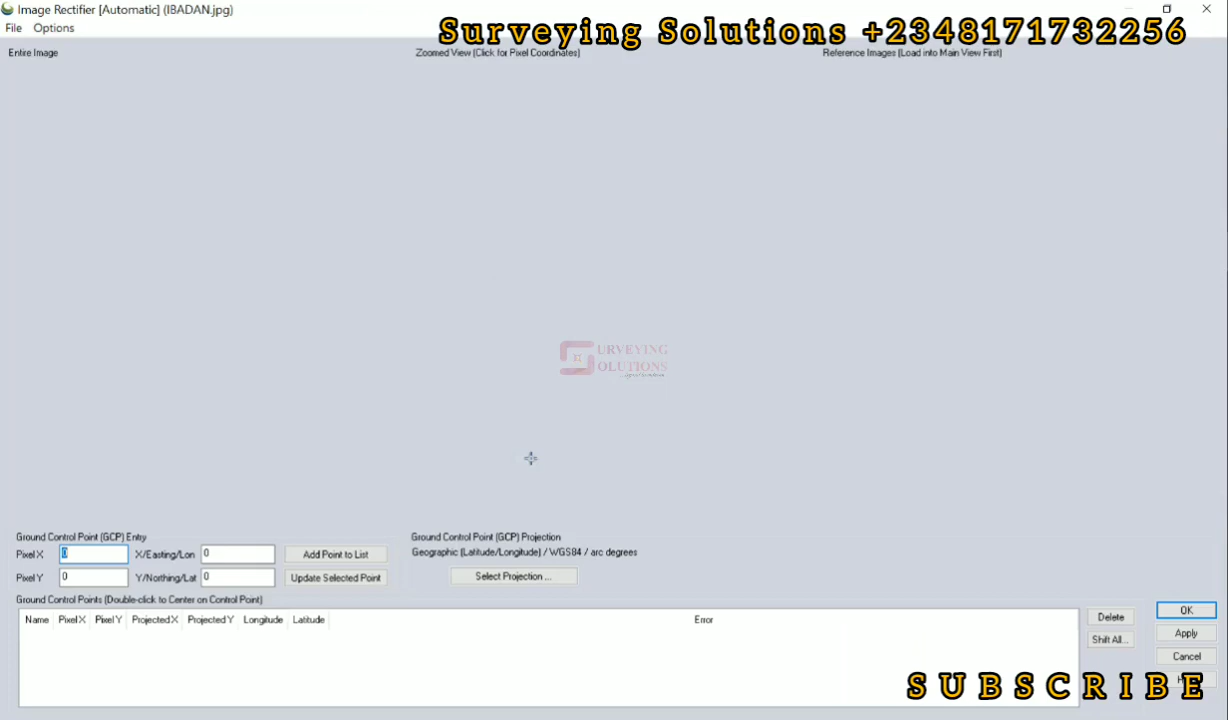 Image Rectifier [Automatic] (IBADAN.jpg)
File Options
Surveying Solutions +2348171732256
Entire Image
Zoomed View (Click for Pixel Coordinates)
Reference Images (Load into Main View First)
URVEYING
OLUTIONS
Ground Control Point (GCP) Entry
Pixel X 0 X/Easting/Lon 0 Add Point to List
Pixel Y 0 Y/Northing/Lat 0 Update Selected Point
Ground Control Point (GCP) Projection
Geographic (Latitude/Longitude) / WGS84 / arc degrees
Select Projection ...
Ground Control Points (Double-click to Center on Control Point)
Name Pixel X Pixel Y Projected X Projected Y Longitude Latitude Error
Delete
Shift All...
OK
Apply
Cancel
SUBSCRIBE